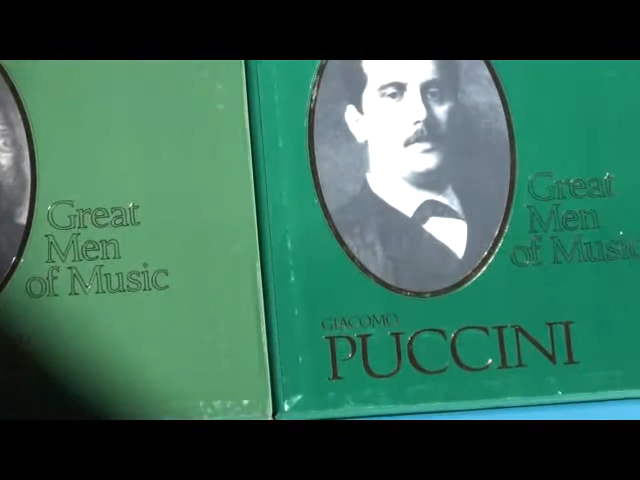 Great
Men
of Music
Great
Men
of Music
GIACOMO
PUCCINI